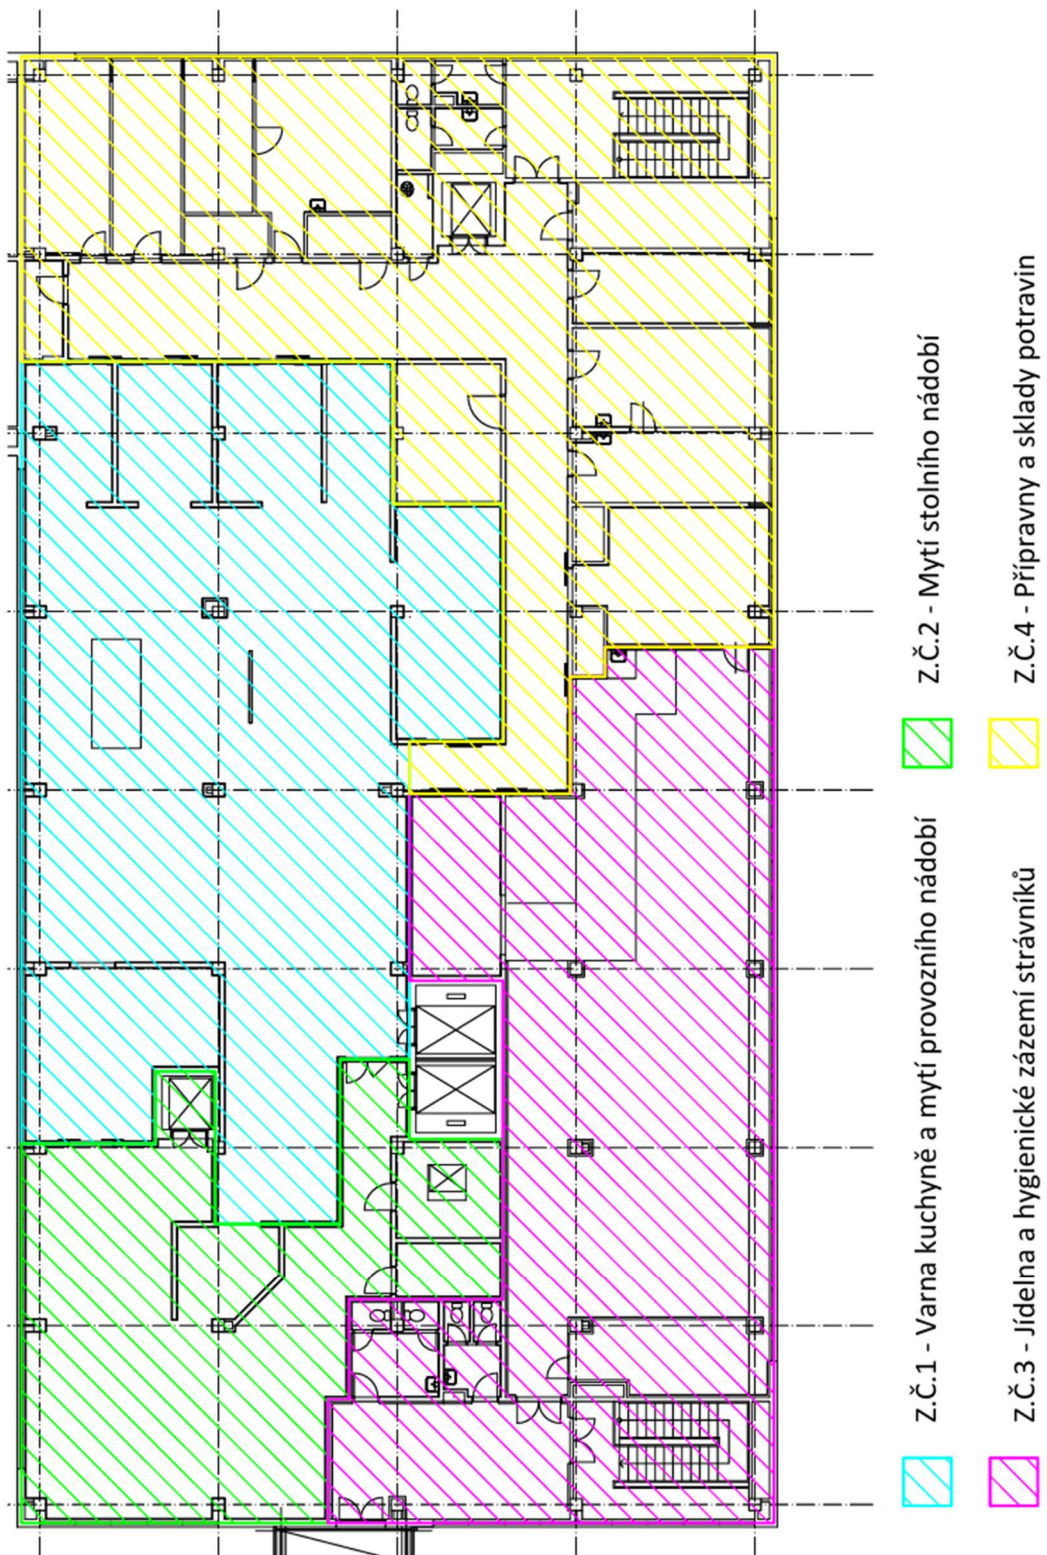 Z.Č.1 - Varna kuchyně a mytí provozního nádobí
Z.Č.2 - Mytí stolního nádobí
Z.Č.3 - Jídelna a hygienické zázemí strávníků
Z.Č.4 - Přípravny a sklady potravin